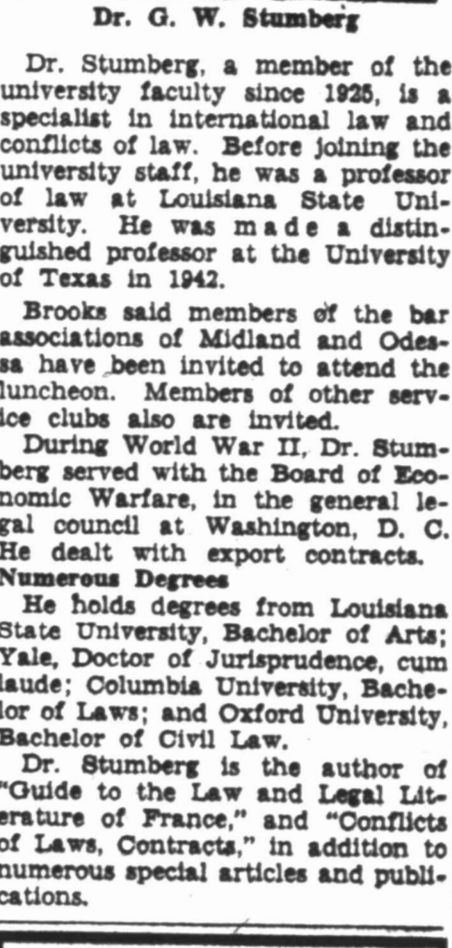 Dr. G. W. Stumberg
Dr. Stumberg, a member of the
university faculty since 1925, is a
specialist in international law and
conflicts of law. Before joining the
university staff, he was a professor
of law at Louisiana State Uni-
versity. He was made a distin-
guished professor at the University
of Texas in 1942.
Brooks said members of the bar
associations of Midland and Odes-
sa have been invited to attend the
luncheon. Members of other serv-
ice clubs also are invited.
During World War II, Dr. Stum-
berg served with the Board of Eco-
nomic Warfare, in the general le-
gal council at Washington, D. C.
He dealt with export contracts.
Numerous Degrees
He holds degrees from Louisiana
State University, Bachelor of Arts;
Yale, Doctor of Jurisprudence, cum
laude; Columbia University, Bache-
lor of Laws; and Oxford University,
Bachelor of Civil Law.
Dr. Stumberg is the author of
"Guide to the Law and Legal Lit-
erature of France," and "Conflicts
of Laws, Contracts," in addition to
numerous special articles and publi-
cations.